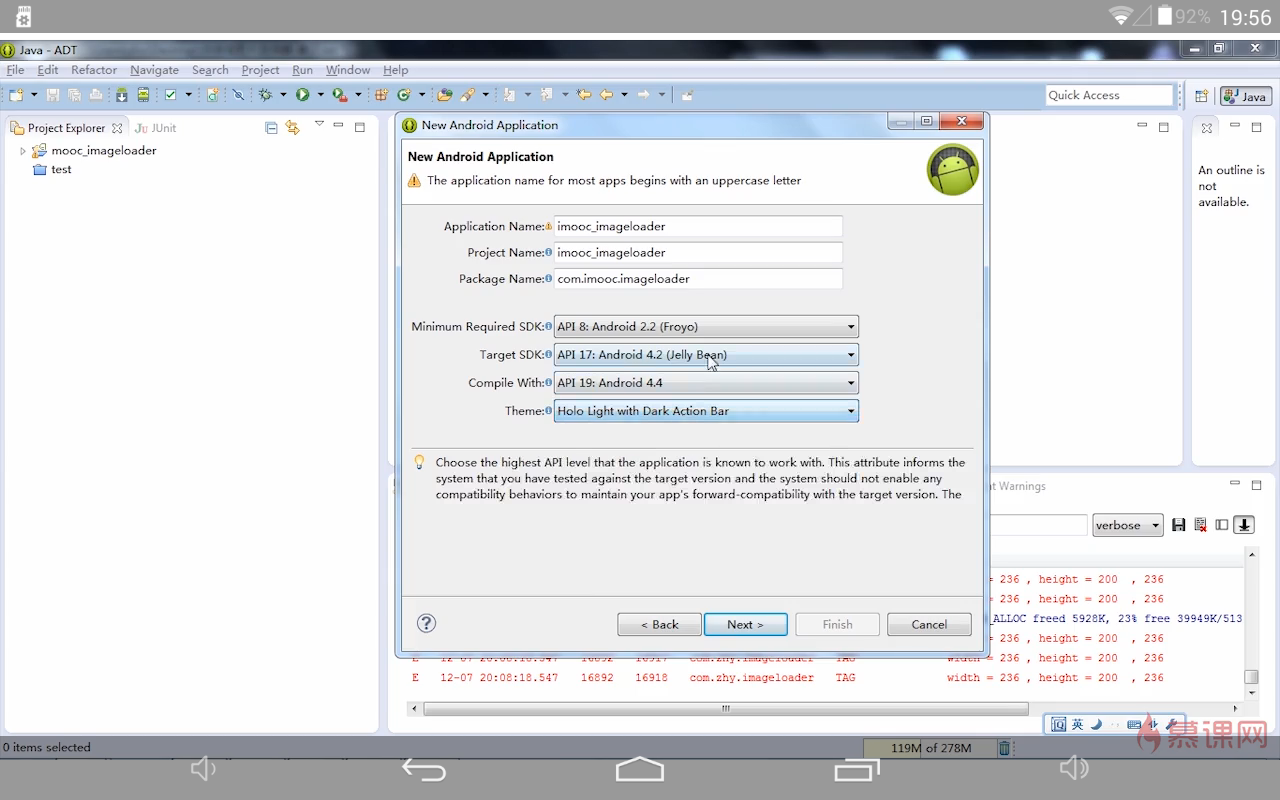 92% 19:56
Java - ADT
File Edit Refactor Navigate Search Project Run Window Help
Quick Access
Java
Project Explorer
JUnit
mooc_imageloader
test
New Android Application
New Android Application
The application name for most apps begins with an uppercase letter
Application Name: imooc_imageloader
Project Name: imooc_imageloader
Package Name: com.imooc.imageloader
Minimum Required SDK: API 8: Android 2.2 (Froyo)
Target SDK: API 17: Android 4.2 (Jelly Bean)
Compile With: API 19: Android 4.4
Theme: Holo Light with Dark Action Bar
Choose the highest API level that the application is known to work with. This attribute informs the
system that you have tested against the target version and the system should not enable any
compatibility behaviors to maintain your app's forward-compatibility with the target version. The
< Back Next > Finish Cancel
An outline is
not
available.
t Warnings
verbose
= 236 , height = 200 , 236
= 236 , height = 200 , 236
_ALLOC freed 5928K, 23% free 39949K/513
E 12-07 20:08:18.547 16892 16917 com.zhy.imageloader TAG width = 236 , height = 200 , 236
E 12-07 20:08:18.547 16892 16918 com.zhy.imageloader TAG width = 236 , height = 200 , 236
英
慕课网
0 items selected
119M of 278M